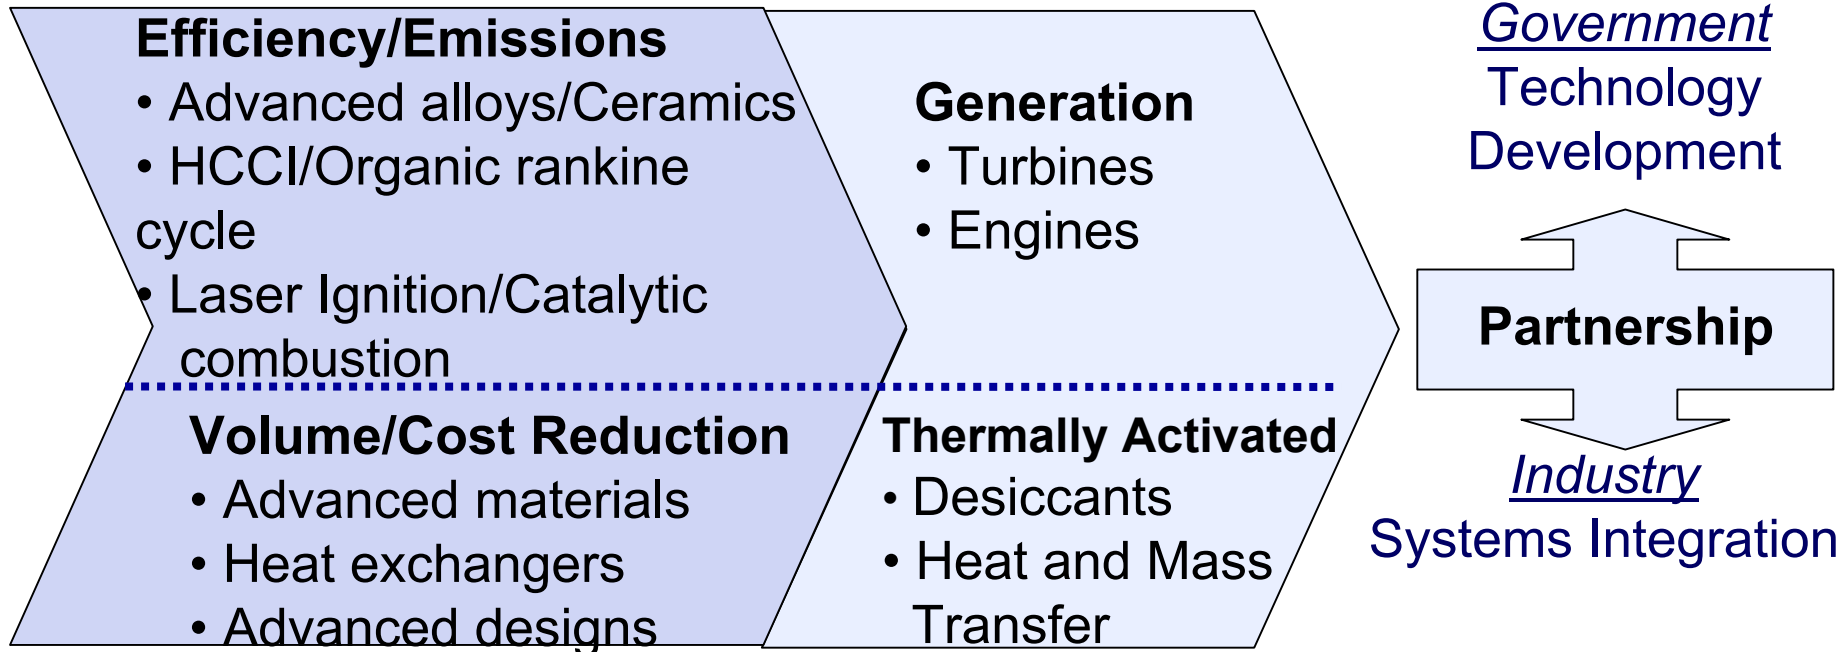 Efficiency/Emissions
• Advanced alloys/Ceramics
• HCCI/Organic rankine
cycle
• Laser Ignition/Catalytic
combustion
Volume/Cost Reduction
• Advanced materials
• Heat exchangers
• Advanced designs
Generation
• Turbines
• Engines
Thermally Activated
• Desiccants
• Heat and Mass
Transfer
Government
Technology
Development
Partnership
Industry
Systems Integration